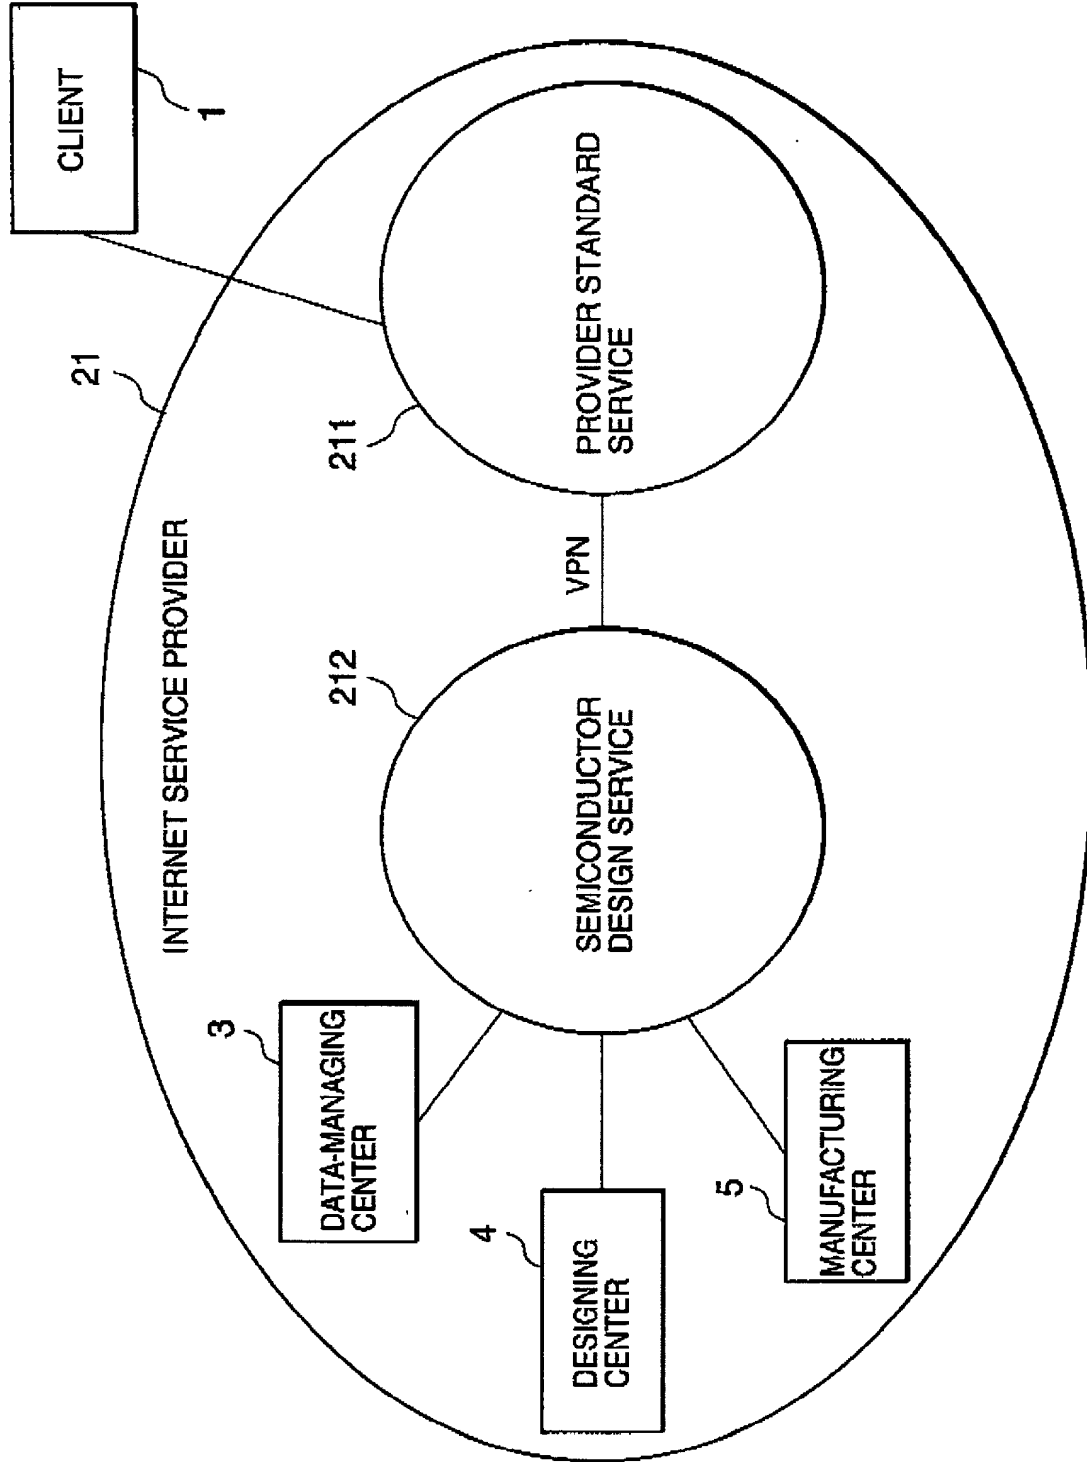 CLIENT
1
21
INTERNET SERVICE PROVIDER
211
PROVIDER STANDARD
SERVICE
VPN
212
SEMICONDUCTOR
DESIGN SERVICE
3
DATA-MANAGING
CENTER
4
DESIGNING
CENTER
5
MANUFACTURING
CENTER